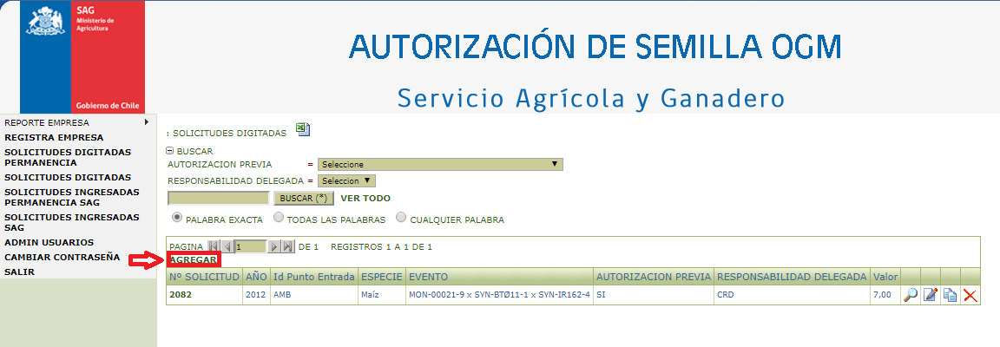 SAG
Ministerio de
Agricultura
Gobierno de Chile
AUTORIZACIÓN DE SEMILLA OGM
Servicio Agrícola y Ganadero
REPORTE EMPRESA
REGISTRA EMPRESA
SOLICITUDES DIGITADAS
PERMANENCIA
SOLICITUDES DIGITADAS
SOLICITUDES INGRESADAS
PERMANENCIA SAG
SOLICITUDES INGRESADAS
SAG
ADMIN USUARIOS
CAMBIAR CONTRASEÑA
SALIR
: SOLICITUDES DIGITADAS
BUSCAR
AUTORIZACION PREVIA = Seleccione
RESPONSABILIDAD DELEGADA = Seleccion
BUSCAR (*) VER TODO
PALABRA EXACTA TODAS LAS PALABRAS CUALQUIER PALABRA
PAGINA 1 DE 1 REGISTROS 1 A 1 DE 1
AGREGAR
Nº SOLICITUD AÑO Id Punto Entrada ESPECIE EVENTO AUTORIZACION PREVIA RESPONSABILIDAD DELEGADA Valor
2082 2012 AMB Maíz MON-00021-9 x SYN-BTØ11-1 x SYN-IR162-4 SI CRD 7,00